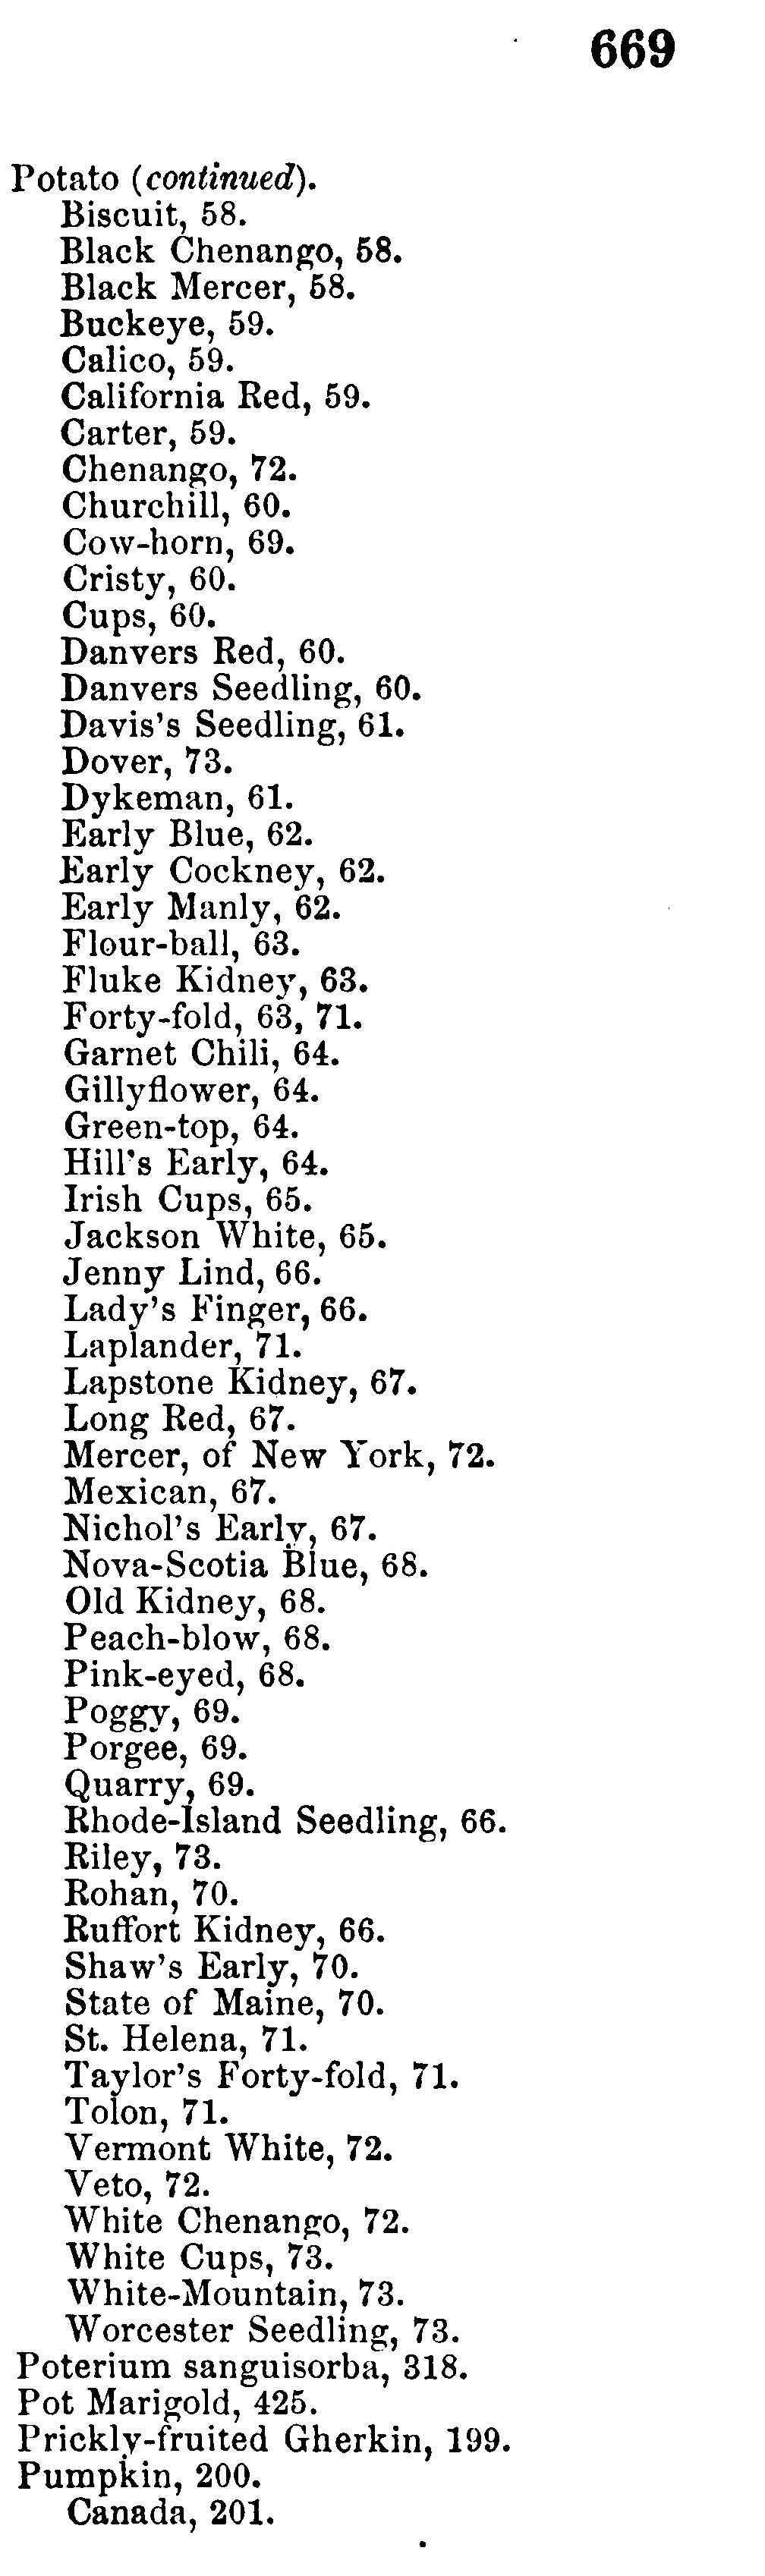 669
Potato (continued).
Biscuit, 58.
Black Chenango, 58.
Black Mercer, 58.
Buckeye, 59.
Calico, 59.
California Red, 59.
Carter, 59.
Chenango, 72.
Churchill, 60.
Cow-horn, 69.
Cristy, 60.
Cups, 60.
Danvers Red, 60.
Danvers Seedling, 60.
Davis's Seedling, 61.
Dover, 73.
Dykeman, 61.
Early Blue, 62.
Early Cockney, 62.
Early Manly, 62.
Flour-ball, 63.
Fluke Kidney, 63.
Forty-fold, 63, 71.
Garnet Chili, 64.
Gillyflower, 64.
Green-top, 64.
Hill's Early, 64.
Irish Cups, 65.
Jackson White, 65.
Jenny Lind, 66.
Lady's Finger, 66.
Laplander, 71.
Lapstone Kidney, 67.
Long Red, 67.
Mercer, of New York, 72.
Mexican, 67.
Nichol's Early, 67.
Nova-Scotia Blue, 68.
Old Kidney, 68.
Peach-blow, 68.
Pink-eyed, 68.
Poggy, 69.
Porgee, 69.
Quarry, 69.
Rhode-Island Seedling, 66.
Riley, 73.
Rohan, 70.
Ruffort Kidney, 66.
Shaw's Early, 70.
State of Maine, 70.
St. Helena, 71.
Taylor's Forty-fold, 71.
Tolon, 71.
Vermont White, 72.
Veto, 72.
White Chenango, 72.
White Cups, 73.
White-Mountain, 73.
Worcester Seedling, 73.
Poterium sanguisorba, 318.
Pot Marigold, 425.
Prickly-fruited Gherkin, 199.
Pumpkin, 200.
Canada, 201.